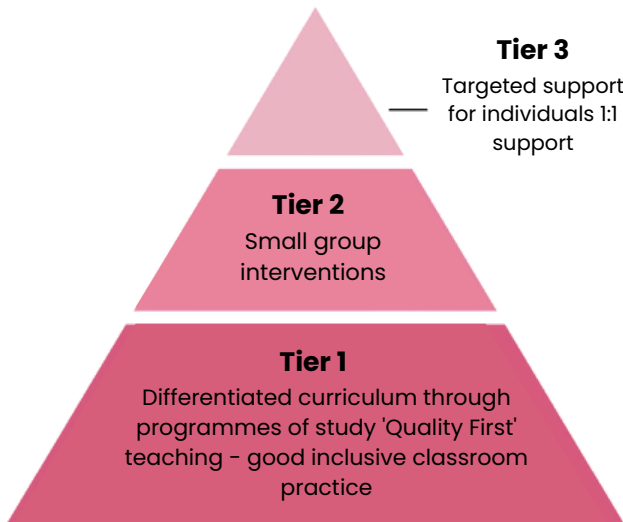 Tier 3
Targeted support
for individuals 1:1
support
Tier 2
Small group
interventions
Tier 1
Differentiated curriculum through
programmes of study 'Quality First'
teaching - good inclusive classroom
practice